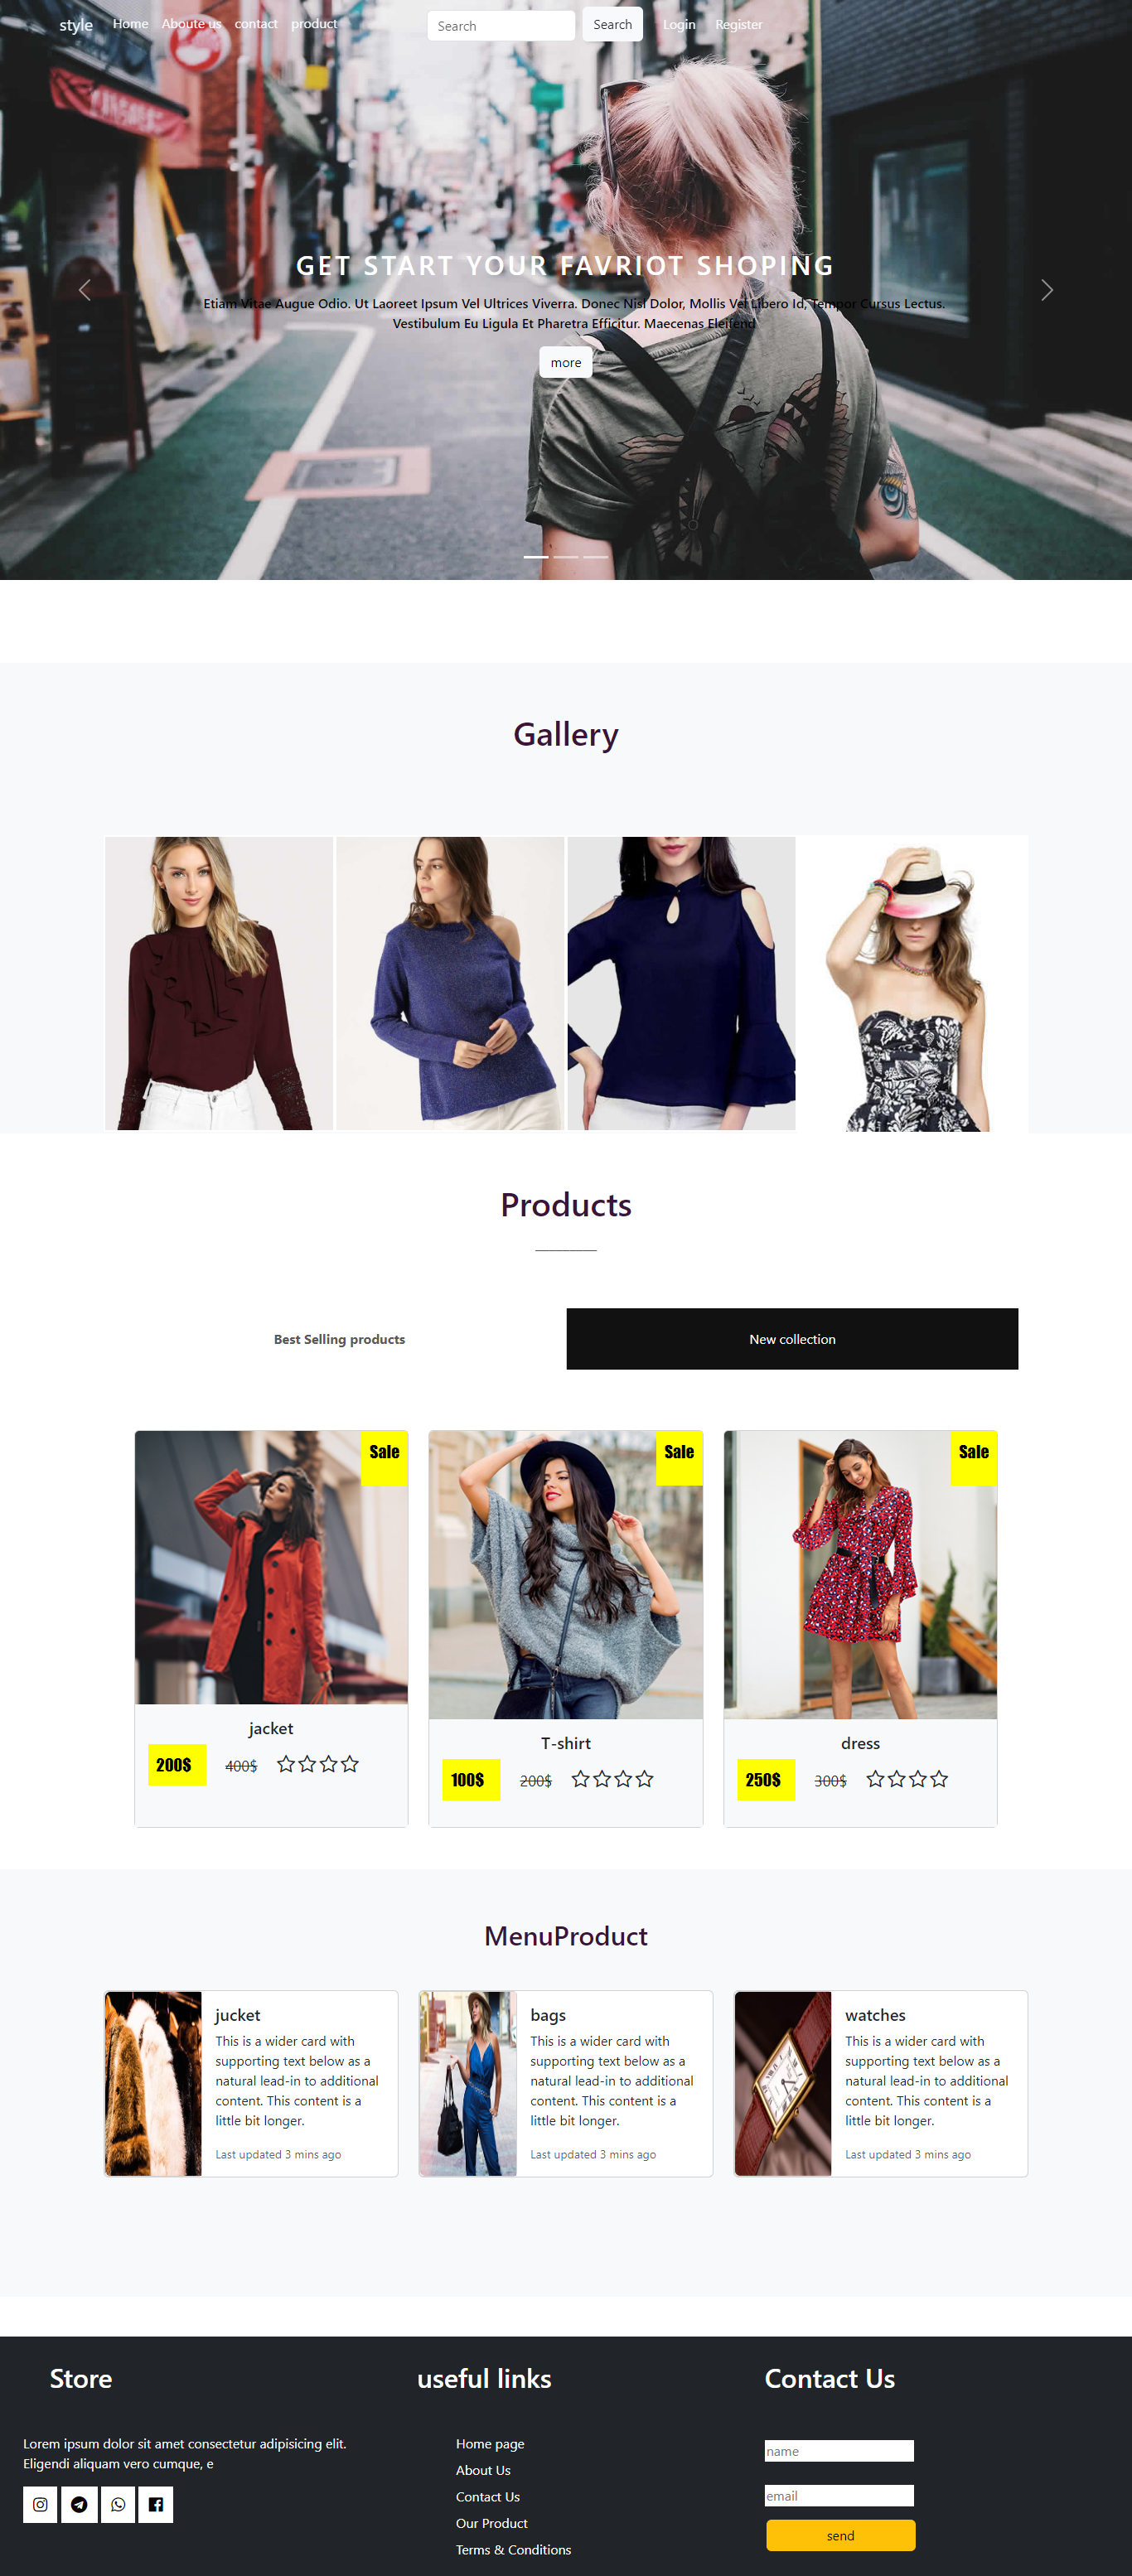 style Home Aboute us contact product Search Search Login Register
GET START YOUR FAVRIOT SHOPING
Etiam Vitae Augue Odio. Ut Laoreet Ipsum Vel Ultrices Viverra. Donec Nisl Dolor, Mollis Vel Libero Id, Tempor Cursus Lectus.
Vestibulum Eu Ligula Et Pharetra Efficitur. Maecenas Eleifend
more
Gallery
Products
Best Selling products New collection
Sale Sale Sale
jacket
200$ 400$
T-shirt
100$ 200$
dress
250$ 300$
MenuProduct
jucket
This is a wider card with
supporting text below as a
natural lead-in to additional
content. This content is a
little bit longer.
Last updated 3 mins ago
bags
This is a wider card with
supporting text below as a
natural lead-in to additional
content. This content is a
little bit longer.
Last updated 3 mins ago
watches
This is a wider card with
supporting text below as a
natural lead-in to additional
content. This content is a
little bit longer.
Last updated 3 mins ago
Store
Lorem ipsum dolor sit amet consectetur adipisicing elit.
Eligendi aliquam vero cumque, e
useful links
Home page
About Us
Contact Us
Our Product
Terms & Conditions
Contact Us
name
email
send